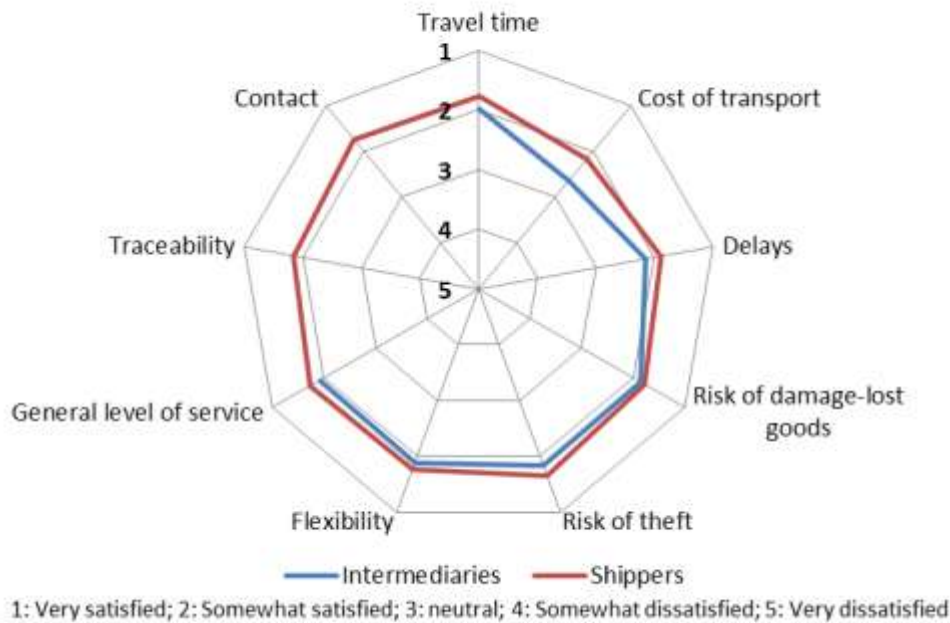 Travel time
1
Contact
Cost of transport
2
3
Traceability
Delays
4
5
General level of service
Risk of damage-lost
goods
Flexibility
Risk of theft
Intermediaries
Shippers
1: Very satisfied; 2: Somewhat satisfied; 3: neutral; 4: Somewhat dissatisfied; 5: Very dissatisfied